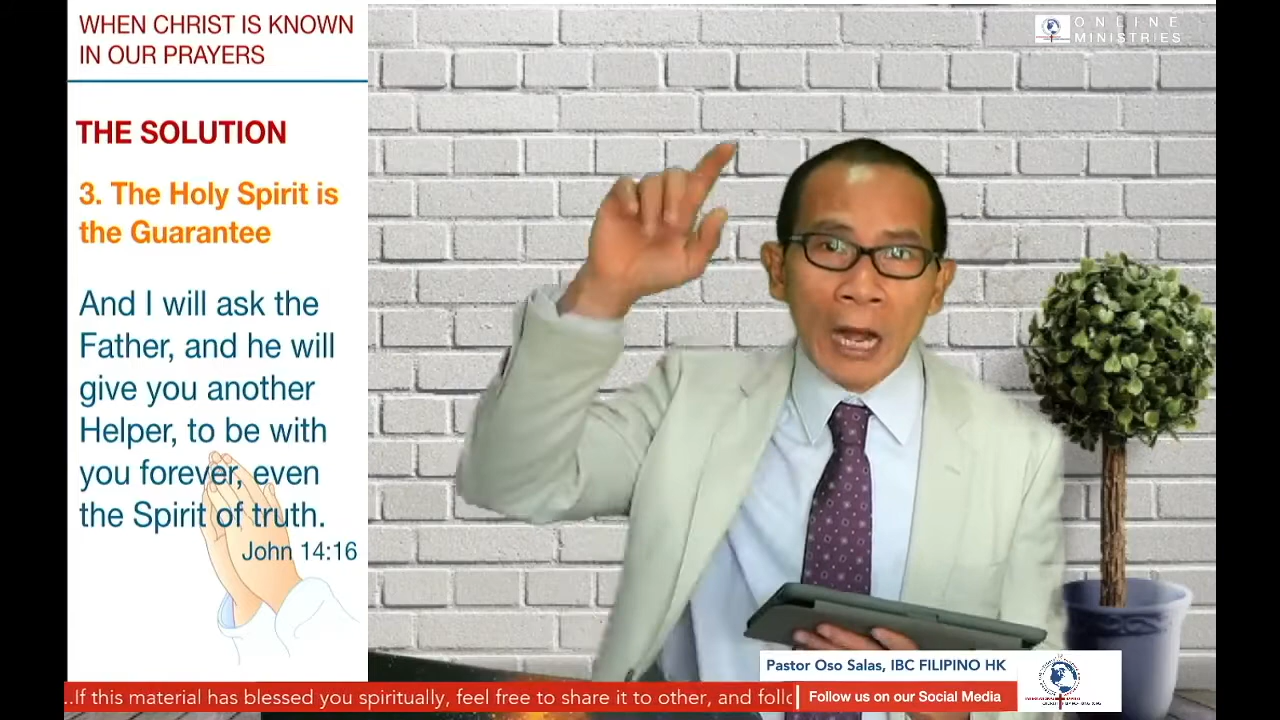 WHEN CHRIST IS KNOWN
IN OUR PRAYERS
THE SOLUTION
3. The Holy Spirit is
the Guarantee
And I will ask the
Father, and he will
give you another
Helper, to be with
you forever, even
the Spirit of truth.
John 14:16
ONLINE
MINISTRIES
Pastor Oso Salas, IBC FILIPINO HK
..If this material has blessed you spiritually, feel free to share it to other, and follo
Follow us on our Social Media